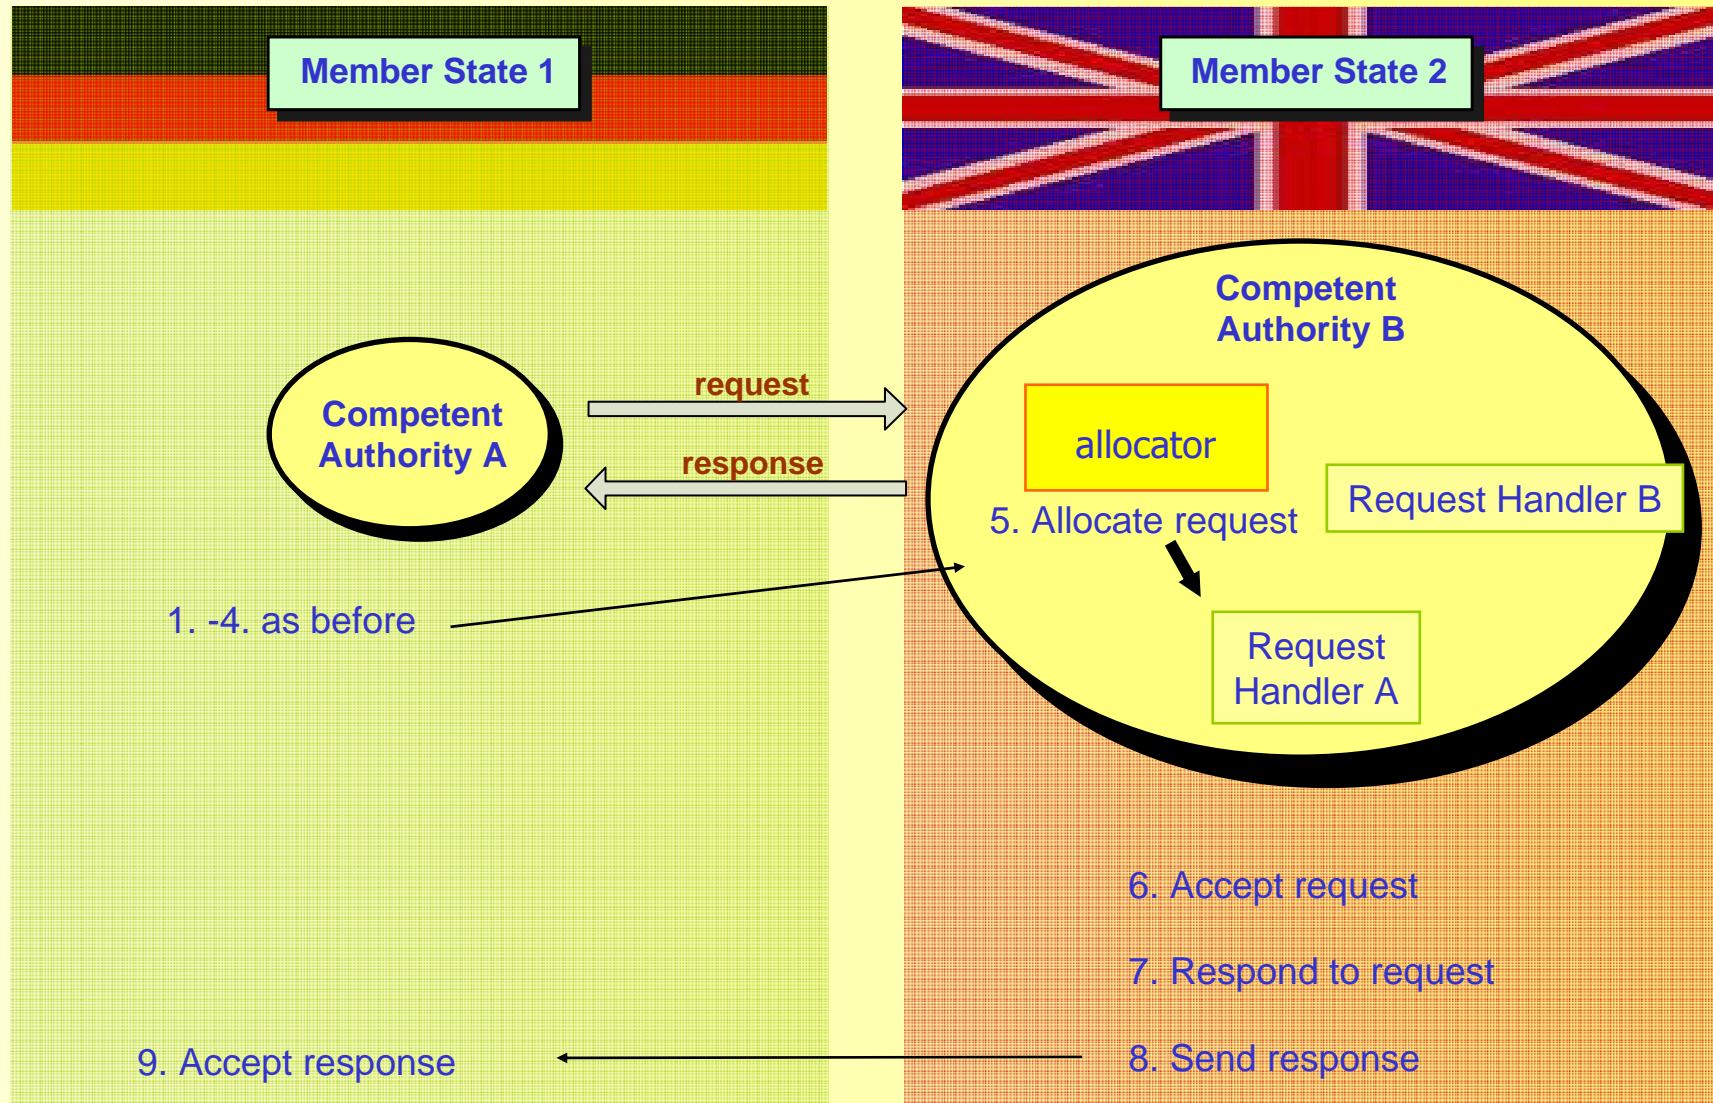 Member State 1
Member State 2
Competent
Authority B
request
Competent
Authority A
allocator
response
Request Handler B
5. Allocate request
1. -4. as before
Request
Handler A
6. Accept request
7. Respond to request
9. Accept response
8. Send response